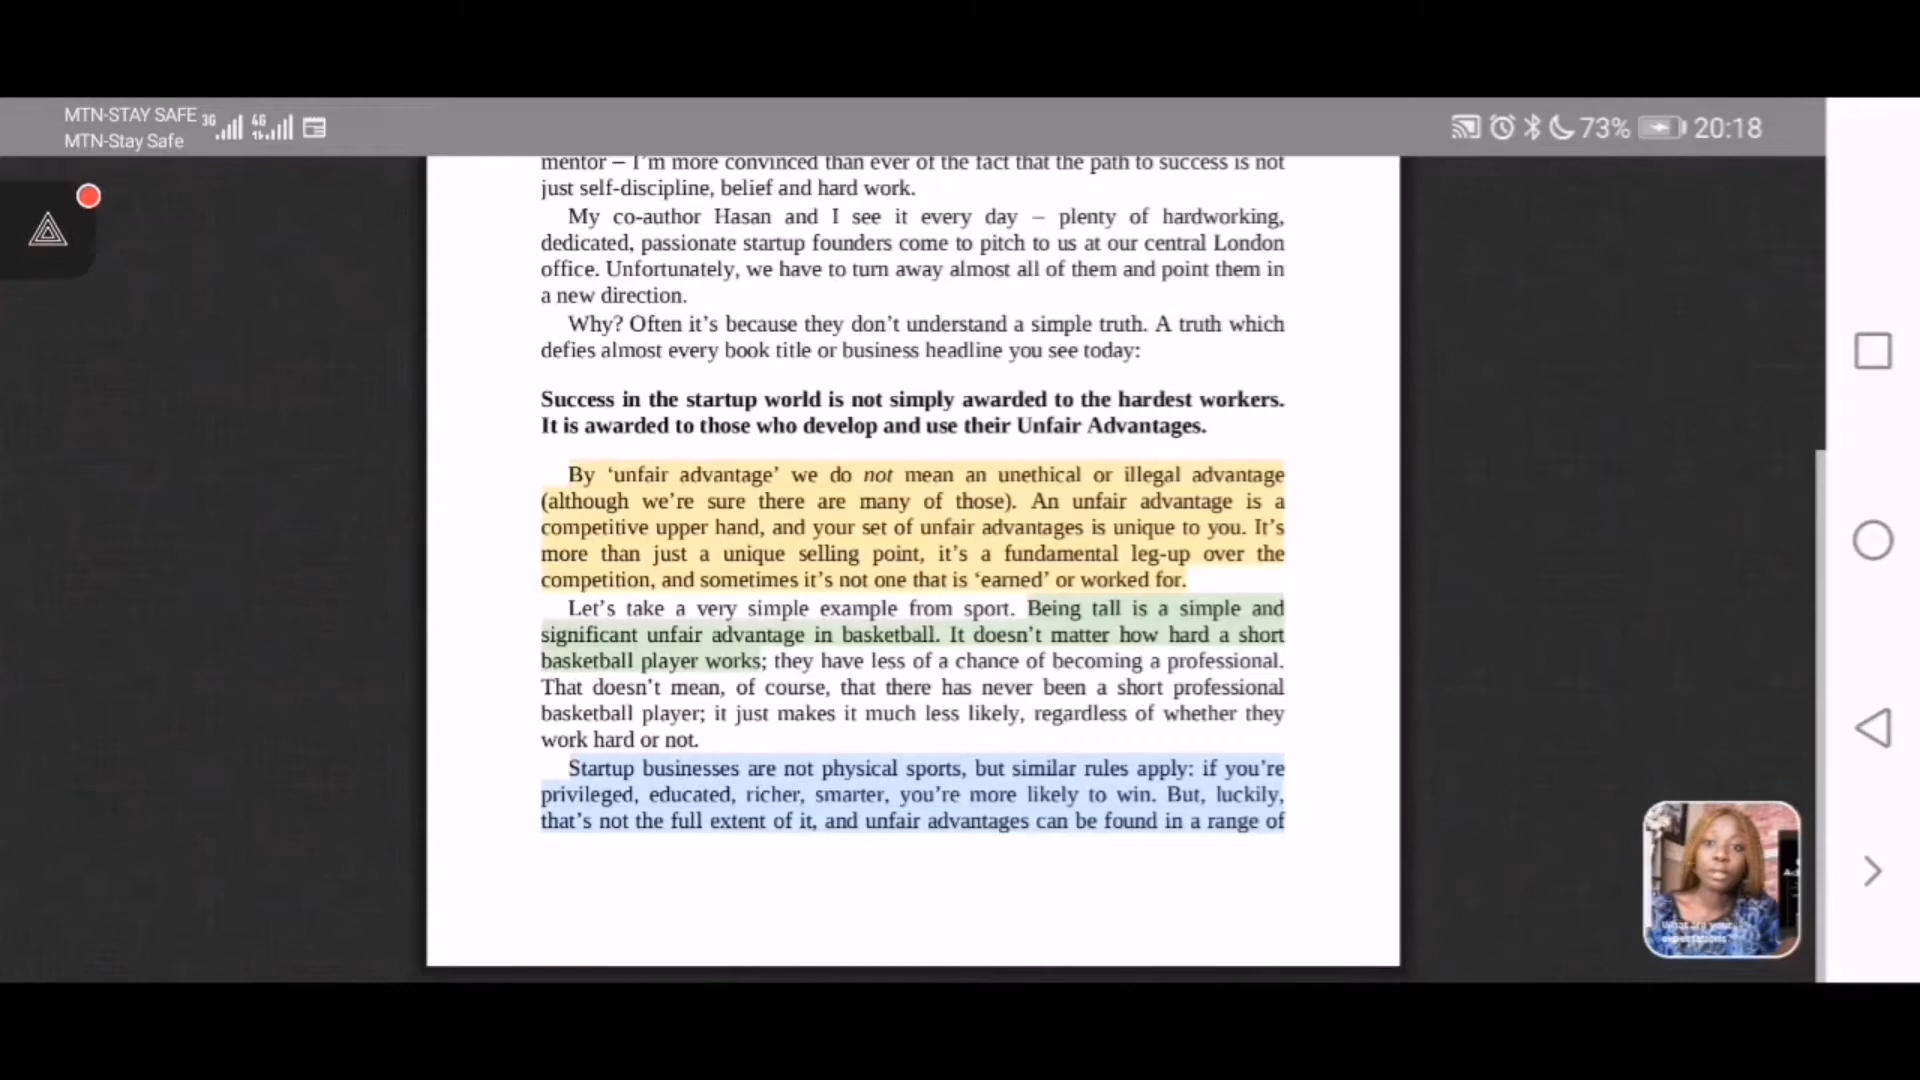 MTN-STAY SAFE 3G 4G
MTN-Stay Safe
73% 20:18
mentor – I’m more convinced than ever of the fact that the path to success is not
just self-discipline, belief and hard work.
My co-author Hasan and I see it every day – plenty of hardworking,
dedicated, passionate startup founders come to pitch to us at our central London
office. Unfortunately, we have to turn away almost all of them and point them in
a new direction.
Why? Often it’s because they don’t understand a simple truth. A truth which
defies almost every book title or business headline you see today:
Success in the startup world is not simply awarded to the hardest workers.
It is awarded to those who develop and use their Unfair Advantages.
By ‘unfair advantage’ we do not mean an unethical or illegal advantage
(although we’re sure there are many of those). An unfair advantage is a
competitive upper hand, and your set of unfair advantages is unique to you. It’s
more than just a unique selling point, it’s a fundamental leg-up over the
competition, and sometimes it’s not one that is ‘earned’ or worked for.
Let’s take a very simple example from sport. Being tall is a simple and
significant unfair advantage in basketball. It doesn’t matter how hard a short
basketball player works; they have less of a chance of becoming a professional.
That doesn’t mean, of course, that there has never been a short professional
basketball player; it just makes it much less likely, regardless of whether they
work hard or not.
Startup businesses are not physical sports, but similar rules apply: if you’re
privileged, educated, richer, smarter, you’re more likely to win. But, luckily,
that’s not the full extent of it, and unfair advantages can be found in a range of
What are your
expectations